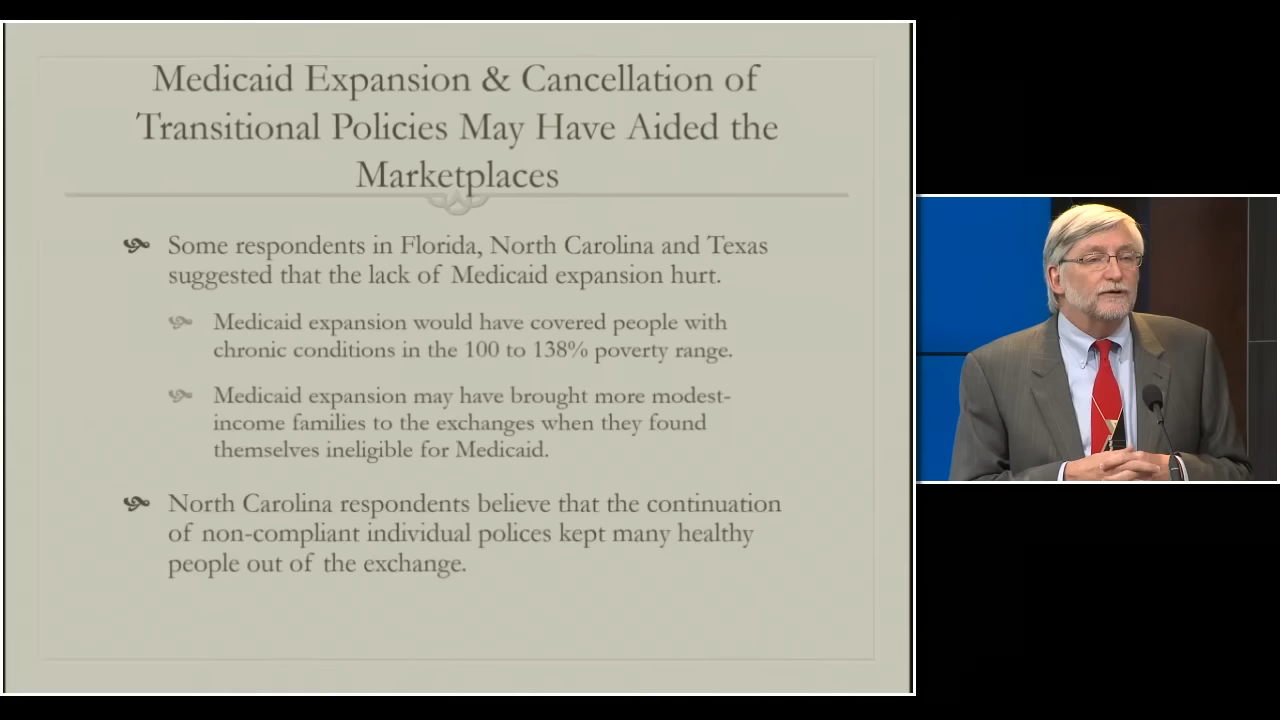 Medicaid Expansion & Cancellation of
Transitional Policies May Have Aided the
Marketplaces
Some respondents in Florida, North Carolina and Texas
suggested that the lack of Medicaid expansion hurt.
Medicaid expansion would have covered people with
chronic conditions in the 100 to 138% poverty range.
Medicaid expansion may have brought more modest-
income families to the exchanges when they found
themselves ineligible for Medicaid.
North Carolina respondents believe that the continuation
of non-compliant individual polices kept many healthy
people out of the exchange.